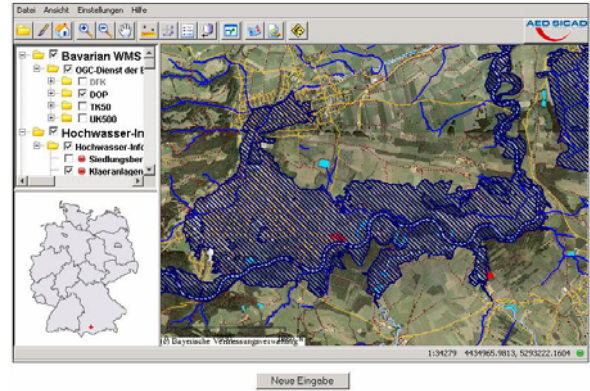 Datei Ansicht Einstellungen Hilfe
AED SICAD
Bavarian WMS
OGC-Dienst der B
DFK
DOP
TK50
UK500
Hochwasser-In
Hochwasser-Info
Siedlungsber
Klaeranlagen
(c) Bayerische Vermessungsverwaltung
1:34279 4434965.9813, 5293222.1604
Neue Eingabe